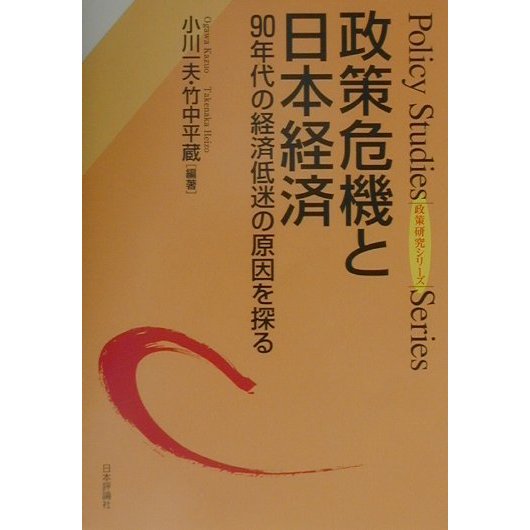 Policy Studies Series
政策研究シリーズ
政策危機と
日本経済
90年代の経済低迷の原因を探る
Ogawa Kazuo Takenaka Heizo
小川一夫・竹中平蔵[編著]
日本評論社